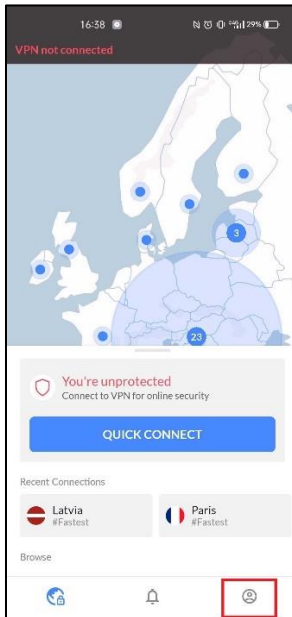 16:38 29%
VPN not connected
3
23
You're unprotected
Connect to VPN for online security
QUICK CONNECT
Recent Connections
Latvia
#Fastest
Paris
#Fastest
Browse